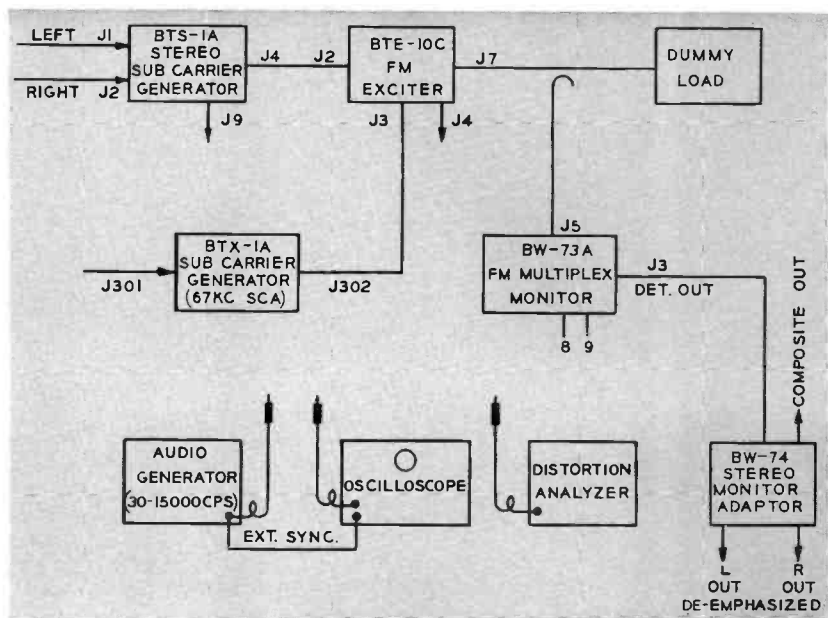 LEFT J1
RIGHT J2
BTS-1A
STEREO
SUB CARRIER
GENERATOR
J9
J4
J2
BTE-10C
FM
EXCITER
J3
J4
J7
DUMMY
LOAD
J301
BTX-1A
SUB CARRIER
GENERATOR
(67KC SCA)
J302
J5
BW-73A
FM MULTIPLEX
MONITOR
8 9
J3
DET. OUT
COMPOSITE OUT
AUDIO
GENERATOR
(30-15000CPS)
EXT. SYNC.
OSCILLOSCOPE
DISTORTION
ANALYZER
BW-74
STEREO
MONITOR
ADAPTOR
L R
OUT OUT
DE-EMPHASIZED